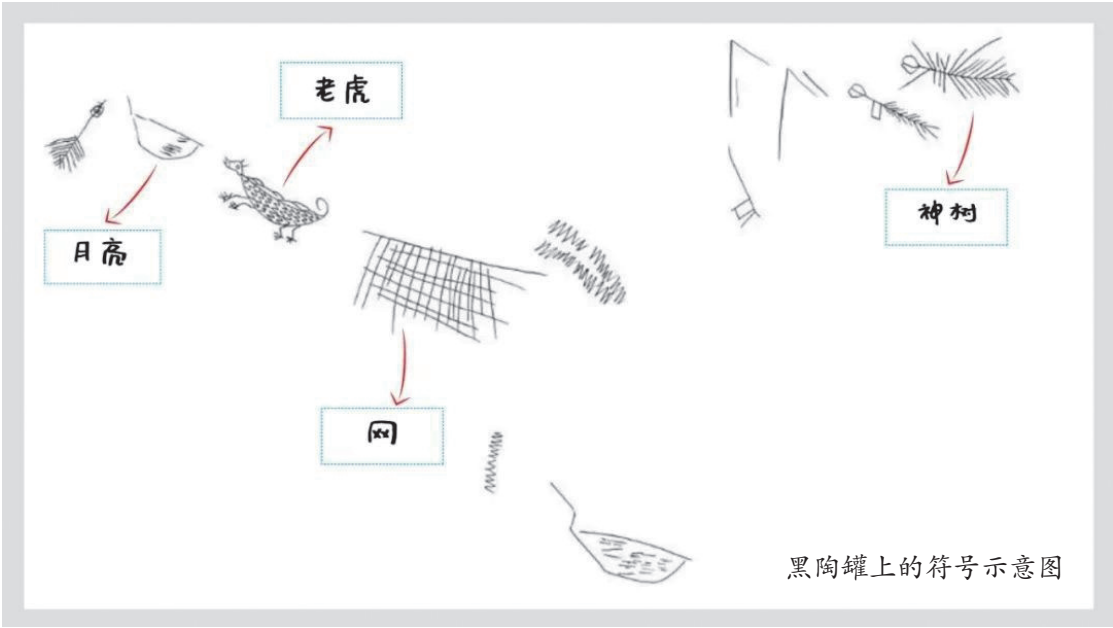 老虎
月亮
神树
网
黑陶罐上的符号示意图